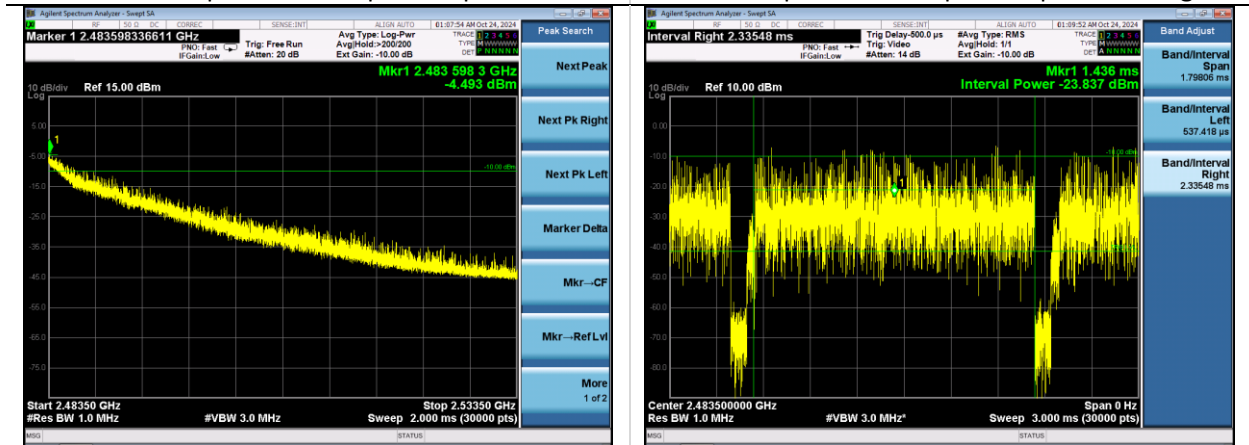 Agilent Spectrum Analyzer - Swept SA
RF 50 Ω DC CORREC SENSE:INT ALIGN AUTO 01:07:54 AM Oct 24, 2024
Marker 1 2.483598336611 GHz
PNO: Fast
IFGain:Low
Trig: Free Run
#Atten: 20 dB
Avg Type: Log-Pwr
Avg|Hold:>200/200
Ext Gain: -10.00 dB
TRACE 1 2 3 4 5 6
TYPE M WWWWW
DET P N N N N N
Peak Search
Mkr1 2.483 598 3 GHz
-4.493 dBm
10 dB/div Ref 15.00 dBm
Log
5.00
-5.00
-15.0
-25.0
-35.0
-45.0
-55.0
-65.0
-75.0
1
-10.00 dBm
Next Peak
Next Pk Right
Next Pk Left
Marker Delta
Mkr→CF
Mkr→Ref Lvl
More
1 of 2
Start 2.48350 GHz Stop 2.53350 GHz
#Res BW 1.0 MHz #VBW 3.0 MHz Sweep 2.000 ms (30000 pts)
MSG STATUS
Agilent Spectrum Analyzer - Swept SA
RF 50 Ω DC CORREC SENSE:INT ALIGN AUTO 01:09:52 AM Oct 24, 2024
Interval Right 2.33548 ms
PNO: Fast
IFGain:Low
Trig Delay-500.0 µs
Trig: Video
#Atten: 14 dB
#Avg Type: RMS
Avg|Hold: 1/1
Ext Gain: -10.00 dB
TRACE 1 2 3 4 5 6
TYPE M WWWWW
DET A N N N N N
Band Adjust
Mkr1 1.436 ms
Interval Power -23.837 dBm
10 dB/div Ref 10.00 dBm
Log
0.00
-10.0
-20.0
-30.0
-40.0
-50.0
-60.0
-70.0
-80.0
1
-10.00 dBm
Band/Interval
Span
1.79806 ms
Band/Interval
Left
537.418 µs
Band/Interval
Right
2.33548 ms
Center 2.483500000 GHz Span 0 Hz
#Res BW 1.0 MHz #VBW 3.0 MHz* Sweep 3.000 ms (30000 pts)
MSG STATUS